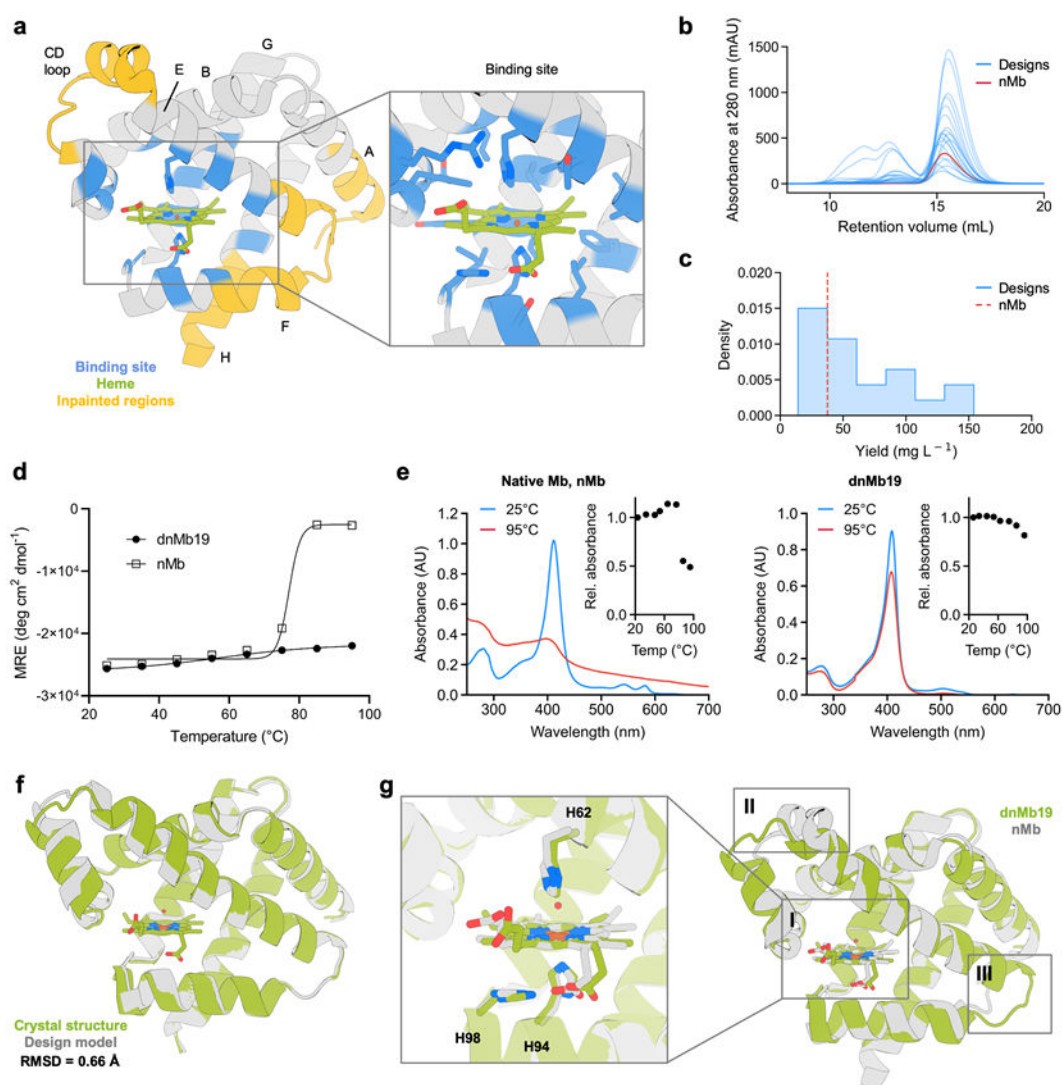 a
CD
loop
E
B
G
A
F
H
Binding site
Binding site
Heme
Inpainted regions
b
Absorbance at 280 nm (mAU)
1500
1000
500
0
10
15
20
Retention volume (mL)
Designs
nMb
c
Density
0.020
0.015
0.010
0.005
0.000
0
50
100
150
200
Yield (mg L⁻¹)
Designs
nMb
d
MRE (deg cm² dmol⁻¹)
0
-1×10⁴
-2×10⁴
-3×10⁴
20
40
60
80
100
Temperature (°C)
dnMb19
nMb
e
Native Mb, nMb
25°C
95°C
Absorbance (AU)
1.2
1.0
0.8
0.6
0.4
0.2
0
300
400
500
600
700
Wavelength (nm)
Rel. absorbance
1.0
0.5
0.0
20
60
100
Temp (°C)
dnMb19
25°C
95°C
Absorbance (AU)
1.0
0.8
0.6
0.4
0.2
0.0
300
400
500
600
700
Wavelength (nm)
Rel. absorbance
1.0
0.5
0.0
20
60
100
Temp (°C)
f
Crystal structure
Design model
RMSD = 0.66 Å
g
H62
H98
H94
II
I
III
dnMb19
nMb